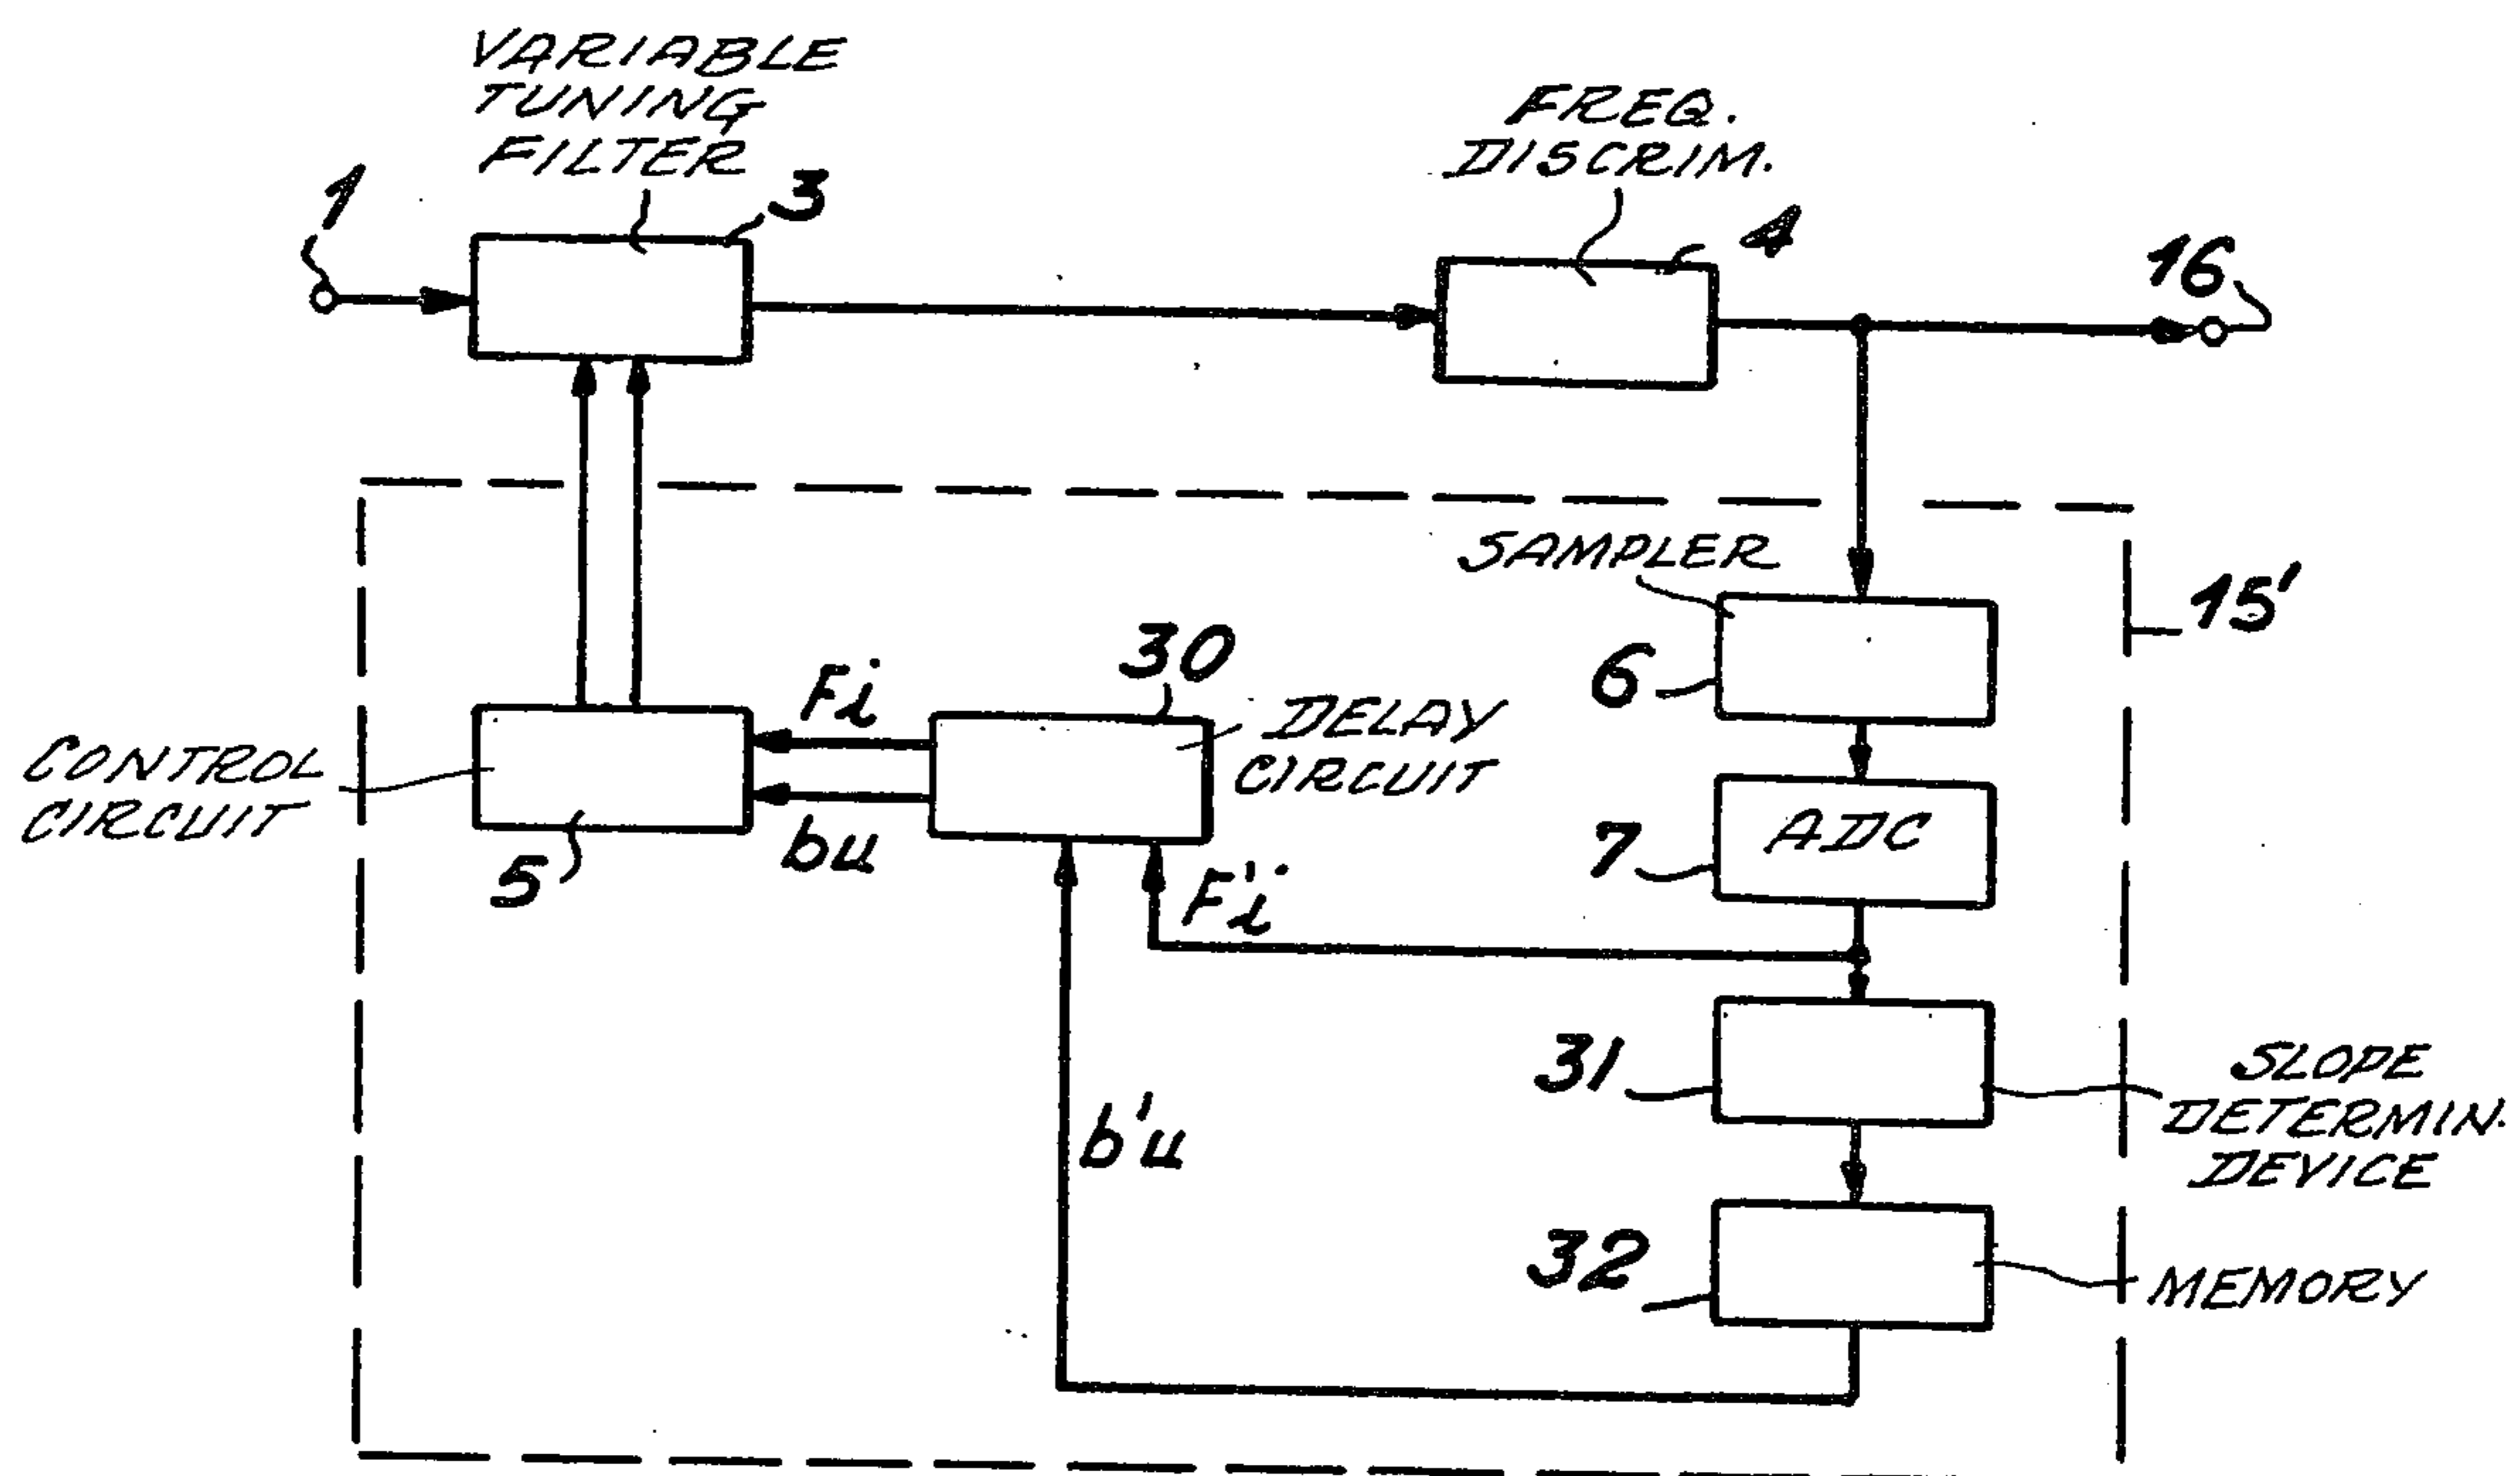 VARIABLE
TUNING
FILTER
FREQ.
DISCRIM.
1
3
4
16
SAMPLER
15'
6
30
Fi
DELAY
CIRCUIT
CONTROL
CIRCUIT
bu
5
ADC
7
F'i
31
SLOPE
DETERMIN.
DEVICE
b'u
32
MEMORY